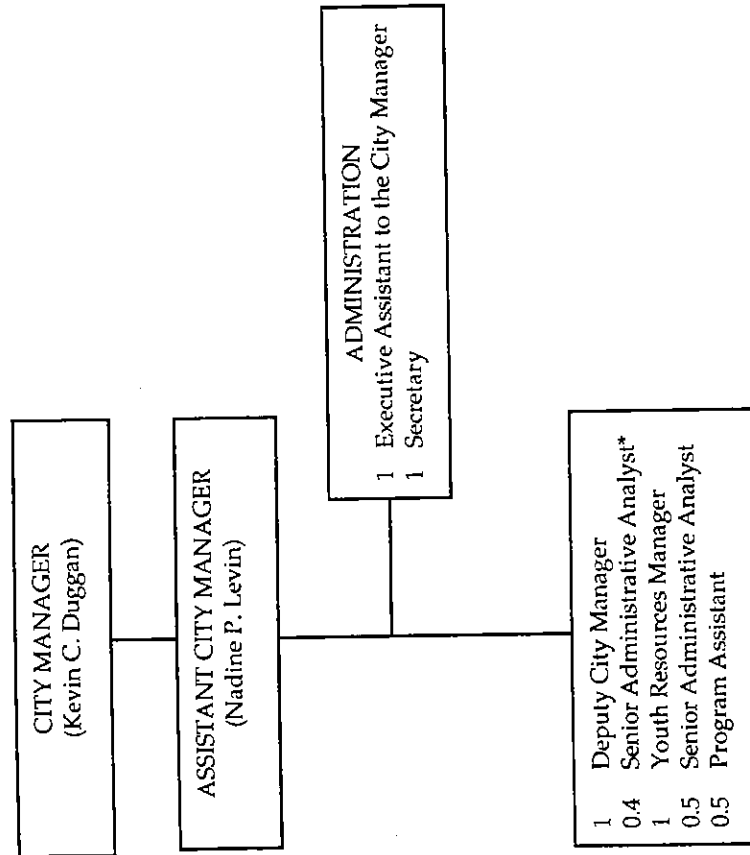 CITY MANAGER
(Kevin C. Duggan)
ASSISTANT CITY MANAGER
(Nadine P. Levin)
ADMINISTRATION
1 Executive Assistant to the City Manager
1 Secretary
1 Deputy City Manager
0.4 Senior Administrative Analyst*
1 Youth Resources Manager
0.5 Senior Administrative Analyst
0.5 Program Assistant